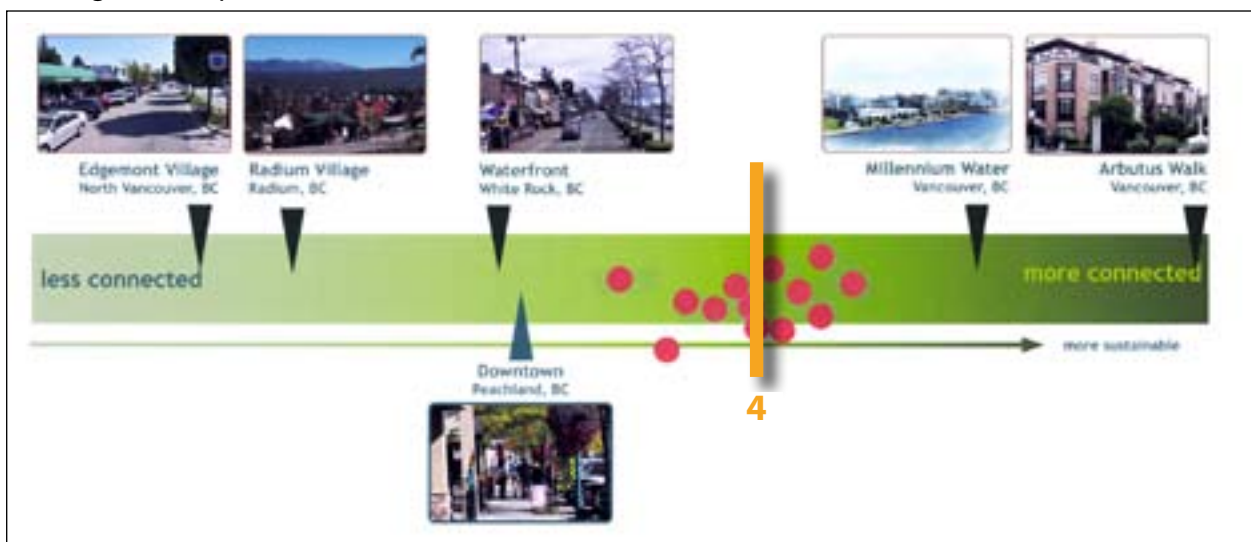 Edgemont Village
North Vancouver, BC
Radium Village
Radium, BC
Waterfront
White Rock, BC
Millennium Water
Vancouver, BC
Arbutus Walk
Vancouver, BC
less connected
more connected
more sustainable
Downtown
Peachland, BC
4